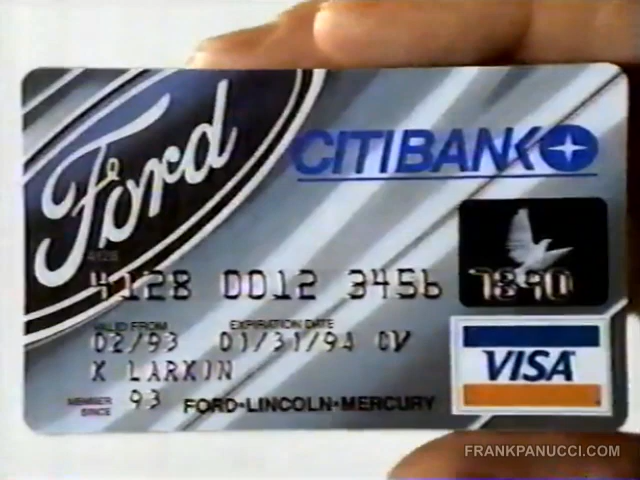 Ford
CITIBANK
4128
4128 0012 3456 7890
VALID FROM EXPIRATION DATE
02/93 01/31/94 CV
K LARKIN
MEMBER SINCE 93 FORD·LINCOLN·MERCURY
VISA
FRANKPANUCCI.COM